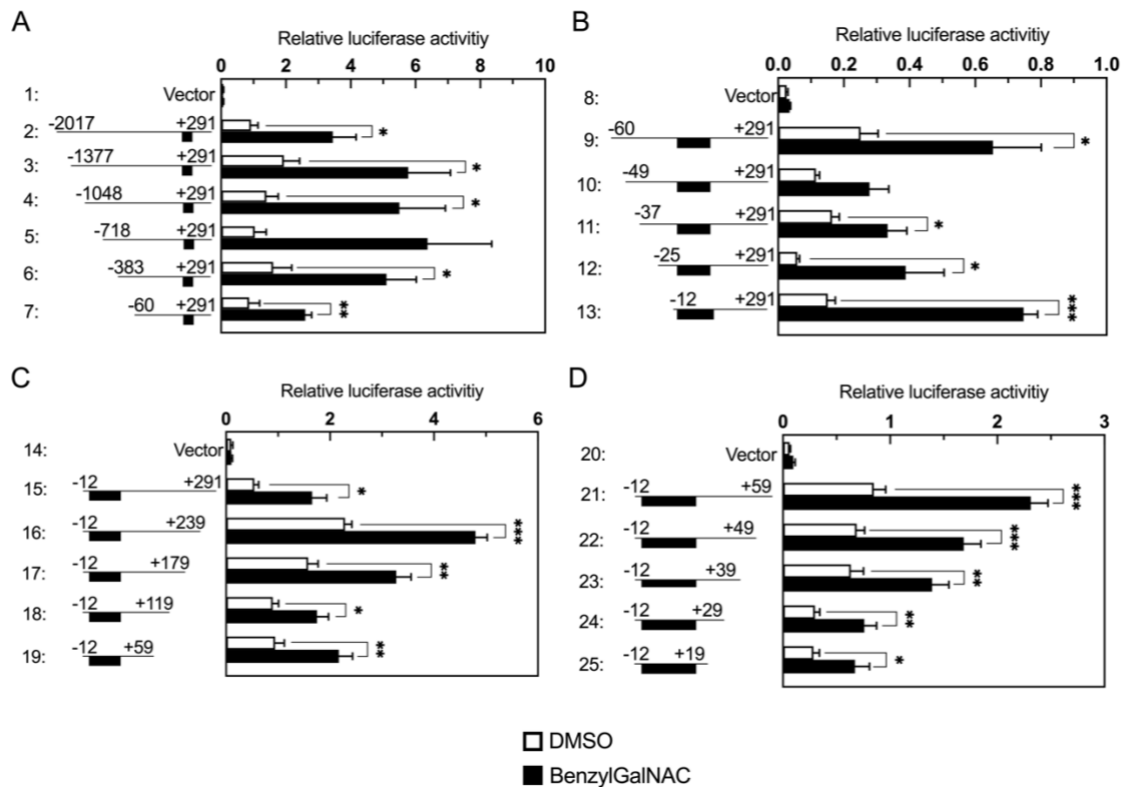 A
Relative luciferase activitiy
0 2 4 6 8 10
1: Vector
2: -2017 +291 *
3: -1377 +291 *
4: -1048 +291 *
5: -718 +291
6: -383 +291 *
7: -60 +291 **
B
Relative luciferase activitiy
0.0 0.2 0.4 0.6 0.8 1.0
8: Vector
9: -60 +291 *
10: -49 +291
11: -37 +291 *
12: -25 +291 *
13: -12 +291 ***
C
Relative luciferase activitiy
0 2 4 6
14: Vector
15: -12 +291 *
16: -12 +239 ***
17: -12 +179 **
18: -12 +119 *
19: -12 +59 **
D
Relative luciferase activitiy
0 1 2 3
20: Vector
21: -12 +59 ***
22: -12 +49 ***
23: -12 +39 **
24: -12 +29 **
25: -12 +19 *
DMSO
BenzylGalNAC